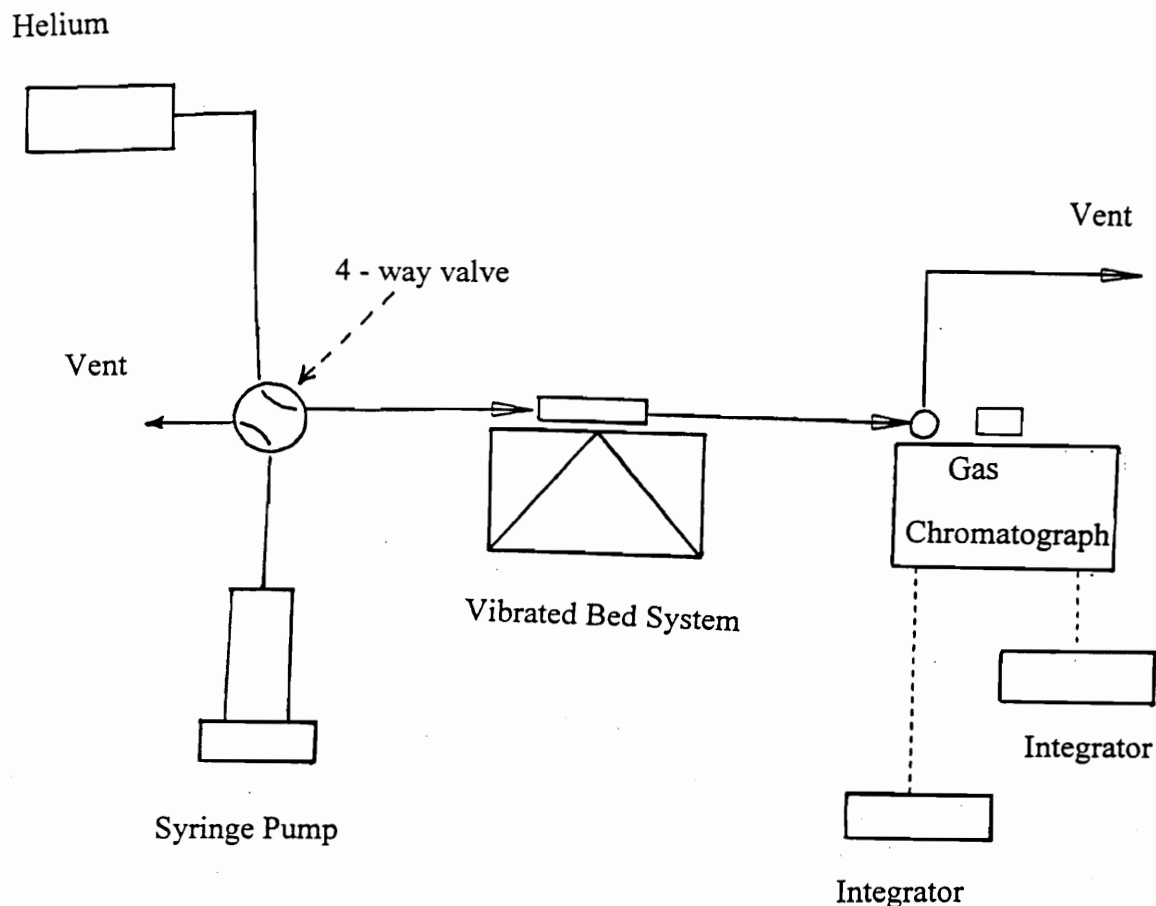 Helium
Vent
4 - way valve
Vent
Gas
Chromatograph
Vibrated Bed System
Integrator
Syringe Pump
Integrator